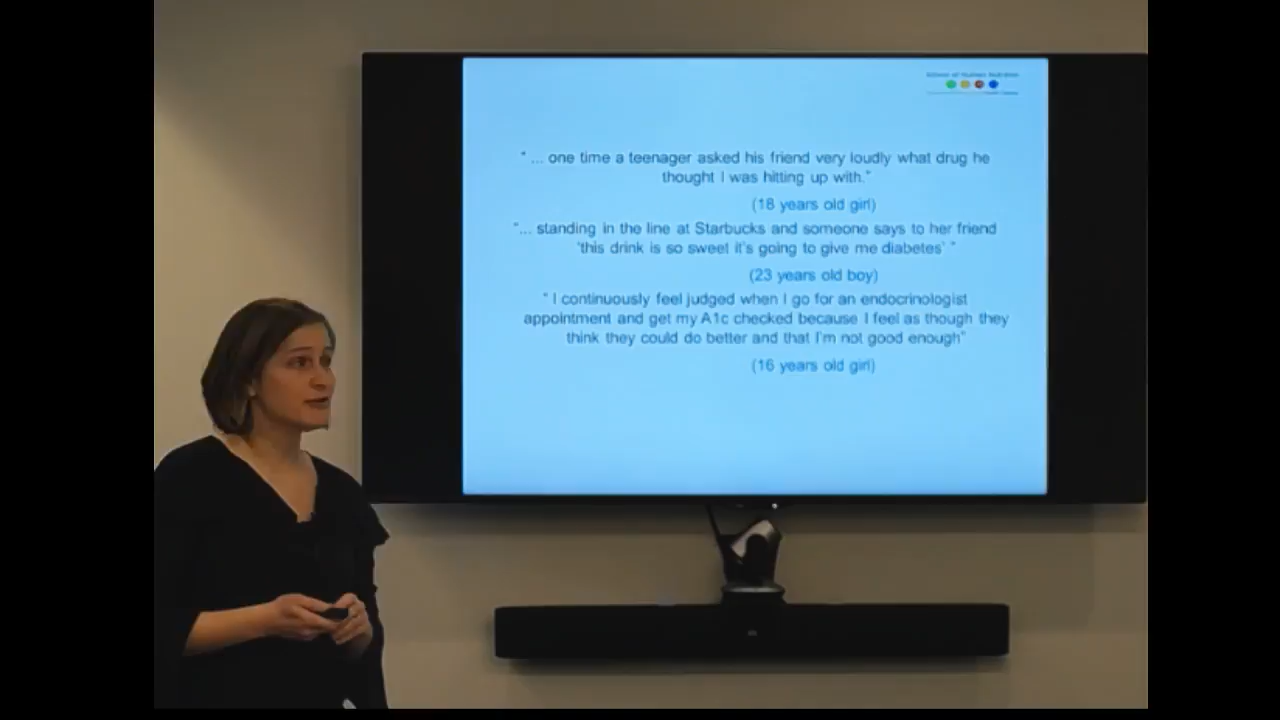 School of Human Nutrition
" ... one time a teenager asked his friend very loudly what drug he
thought I was hitting up with."
(18 years old girl)
"... standing in the line at Starbucks and someone says to her friend
'this drink is so sweet it's going to give me diabetes' "
(23 years old boy)
" I continuously feel judged when I go for an endocrinologist
appointment and get my A1c checked because I feel as though they
think they could do better and that I'm not good enough"
(16 years old girl)